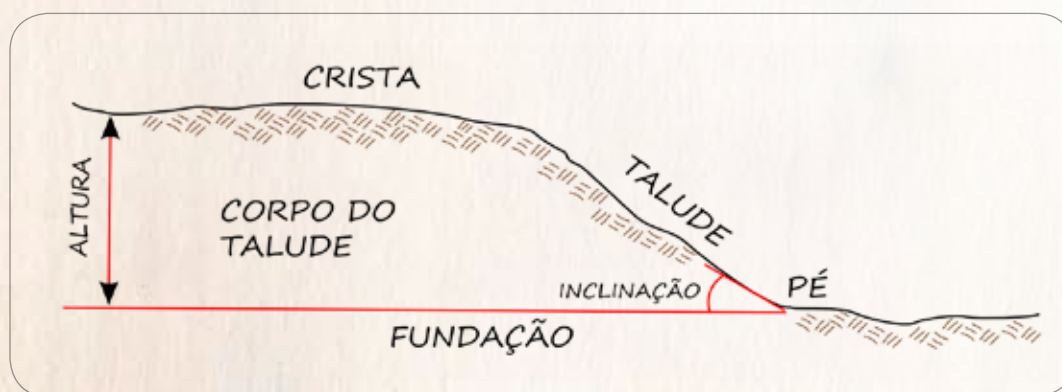 CRISTA
ALTURA
TALUDE
CORPO DO
TALUDE
INCLINAÇÃO
PÉ
FUNDAÇÃO